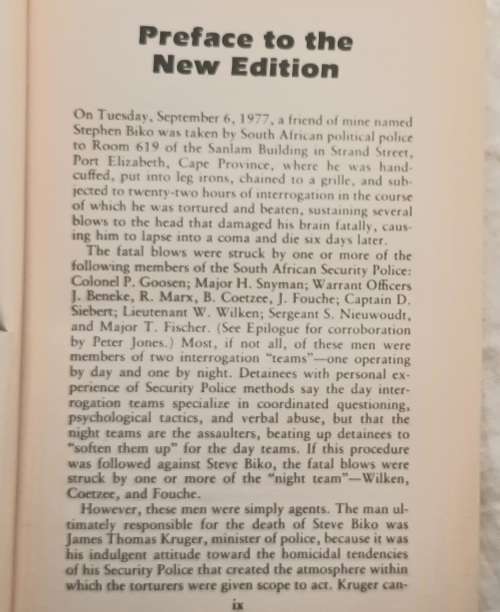 Preface to the
New Edition
On Tuesday, September 6, 1977, a friend of mine named
Stephen Biko was taken by South African political police
to Room 619 of the Sanlam Building in Strand Street,
Port Elizabeth, Cape Province, where he was hand-
cuffed, put into leg irons, chained to a grille, and sub-
jected to twenty-two hours of interrogation in the course
of which he was tortured and beaten, sustaining several
blows to the head that damaged his brain fatally, caus-
ing him to lapse into a coma and die six days later.
The fatal blows were struck by one or more of the
following members of the South African Security Police:
Colonel P. Goosen; Major H. Snyman; Warrant Officers
J. Beneke, R. Marx, B. Coetzee, J. Fouche; Captain D.
Siebert; Lieutenant W. Wilken; Sergeant S. Nieuwoudt,
and Major T. Fischer. (See Epilogue for corroboration
by Peter Jones.) Most, if not all, of these men were
members of two interrogation “teams”—one operating
by day and one by night. Detainees with personal ex-
perience of Security Police methods say the day inter-
rogation teams specialize in coordinated questioning,
psychological tactics, and verbal abuse, but that the
night teams are the assaulters, beating up detainees to
“soften them up” for the day teams. If this procedure
was followed against Steve Biko, the fatal blows were
struck by one or more of the “night team”—Wilken,
Coetzee, and Fouche.
However, these men were simply agents. The man ul-
timately responsible for the death of Steve Biko was
James Thomas Kruger, minister of police, because it was
his indulgent attitude toward the homicidal tendencies
of his Security Police that created the atmosphere within
which the torturers were given scope to act. Kruger can-
ix